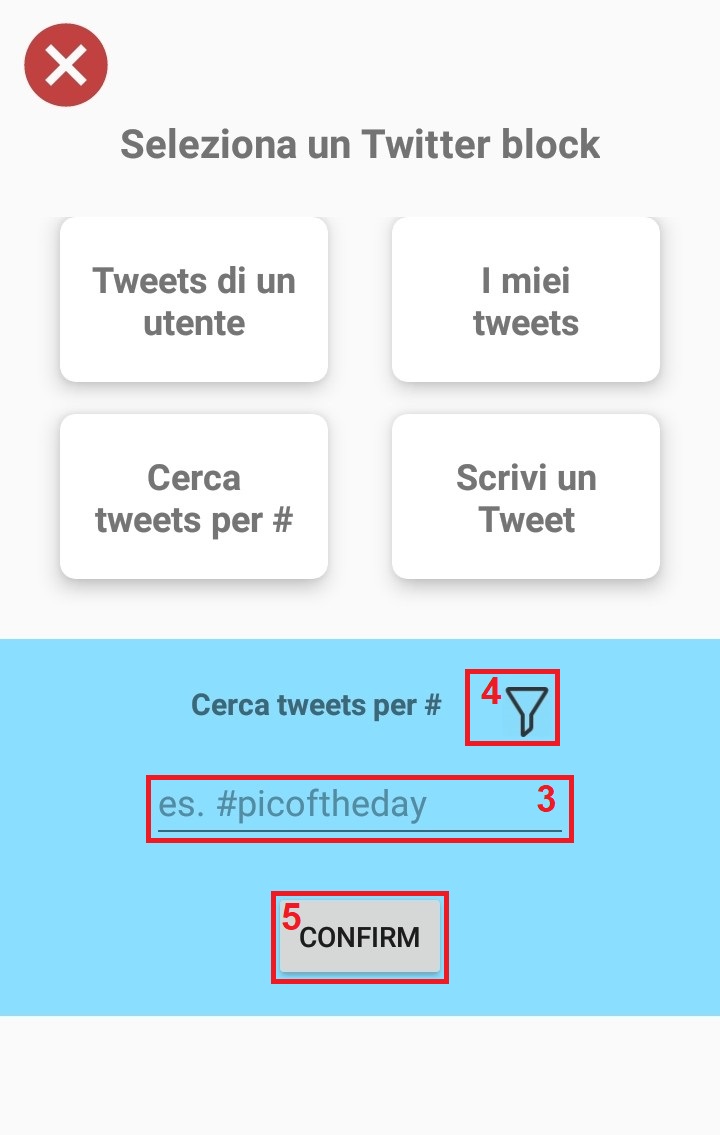 Seleziona un Twitter block
Tweets di un
utente
I miei
tweets
Cerca
tweets per #
Scrivi un
Tweet
Cerca tweets per #
4
es. #picoftheday
3
5
CONFIRM